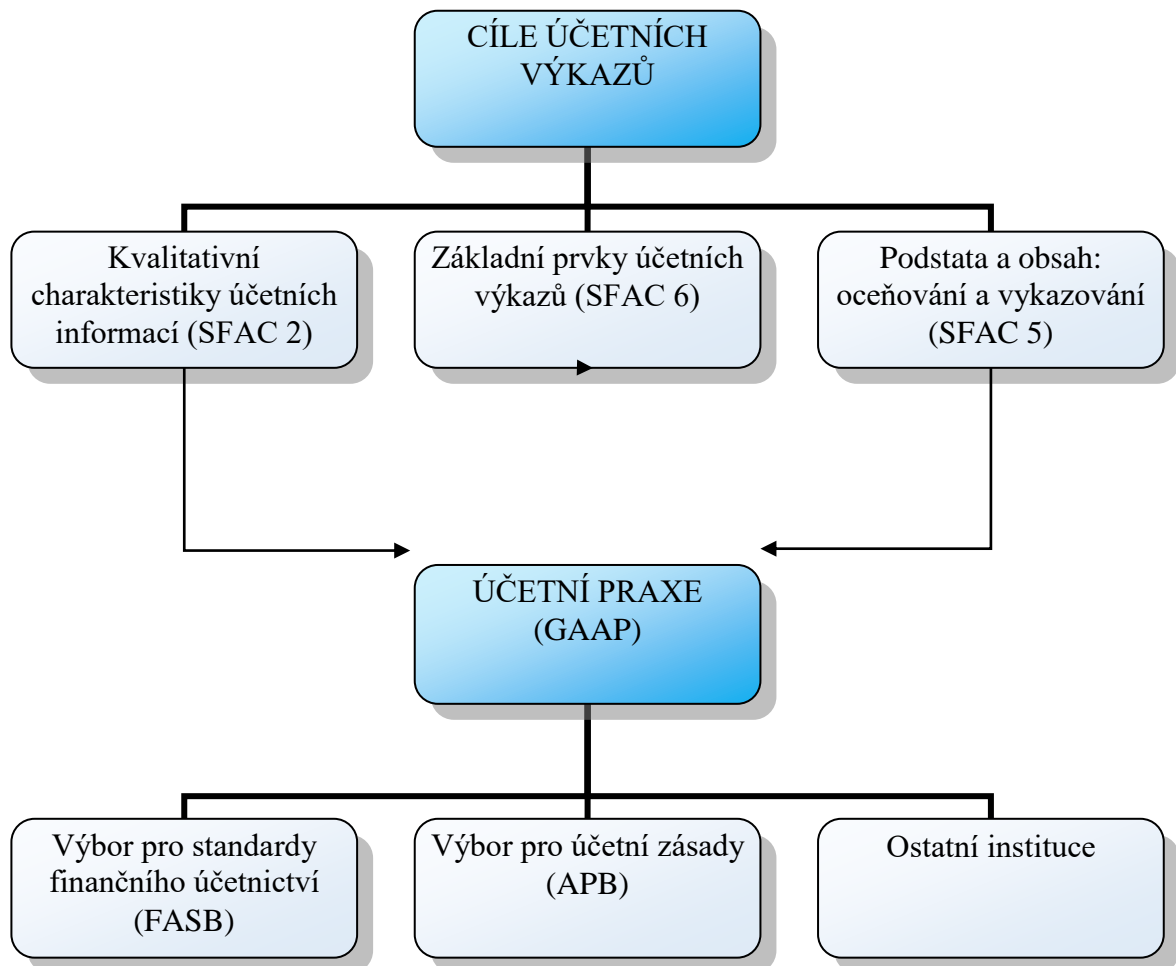 CÍLE ÚČETNÍCH
VÝKAZŮ
Kvalitativní
charakteristiky účetních
informací (SFAC 2)
Základní prvky účetních
výkazů (SFAC 6)
Podstata a obsah:
oceňování a vykazování
(SFAC 5)
ÚČETNÍ PRAXE
(GAAP)
Výbor pro standardy
finančního účetnictví
(FASB)
Výbor pro účetní zásady
(APB)
Ostatní instituce